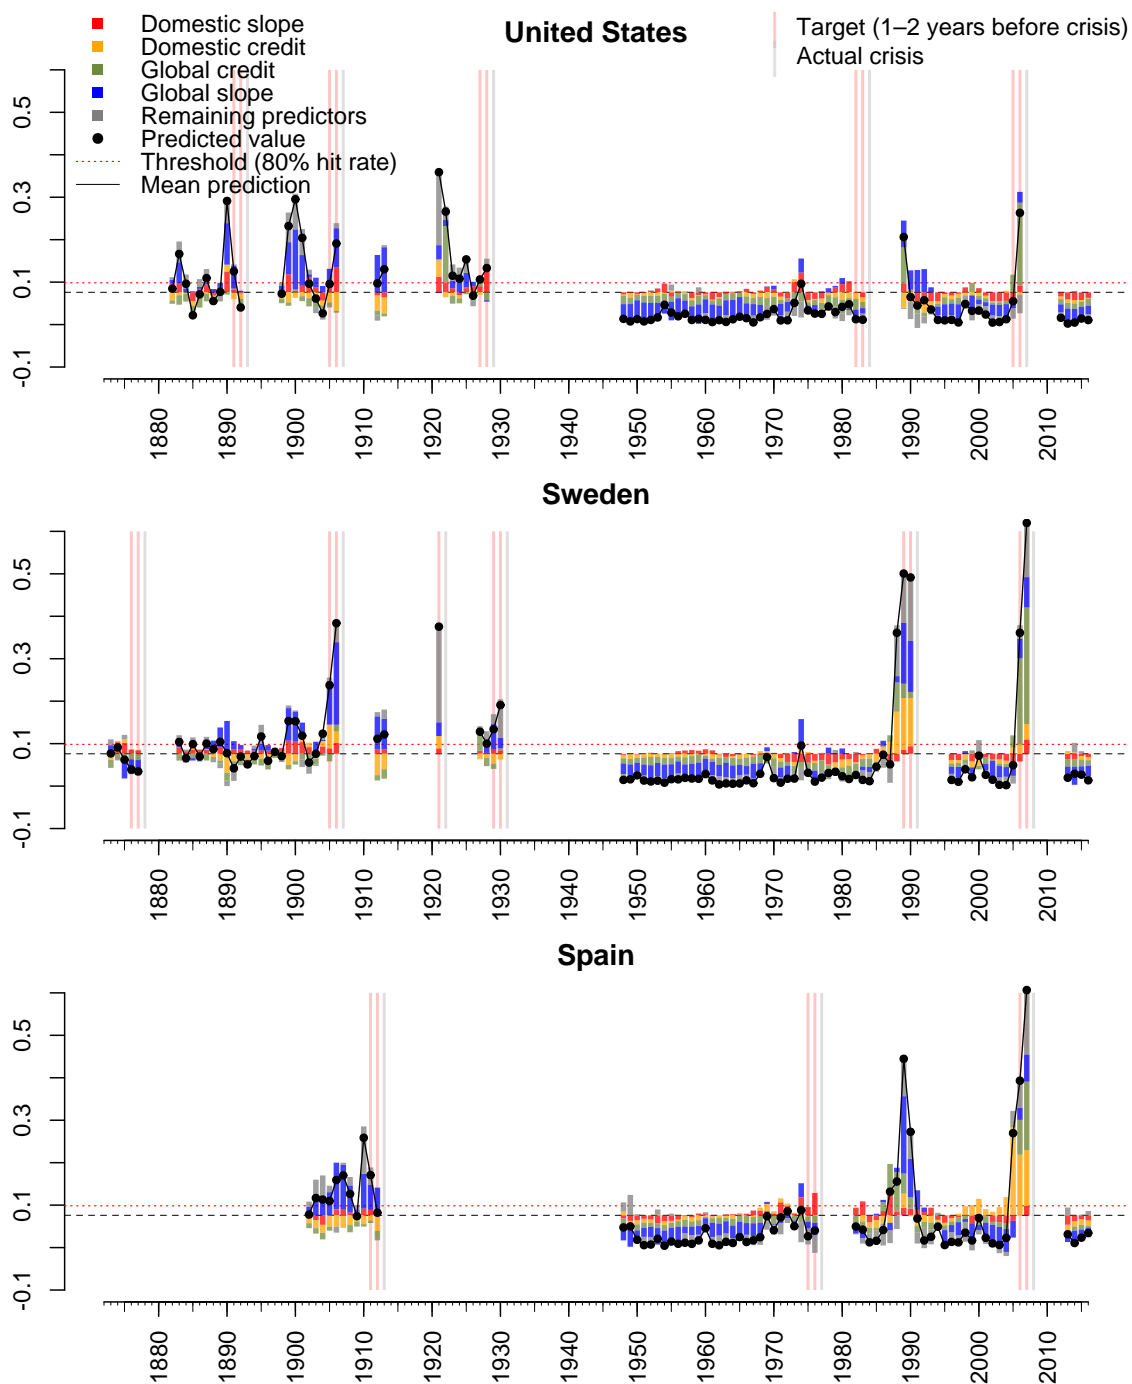 United States
Domestic slope
Domestic credit
Global credit
Global slope
Remaining predictors
Predicted value
Threshold (80% hit rate)
Mean prediction
Target (1–2 years before crisis)
Actual crisis
0.5
0.3
0.1
-0.1
1880 1890 1900 1910 1920 1930 1940 1950 1960 1970 1980 1990 2000 2010
Sweden
0.5
0.3
0.1
-0.1
1880 1890 1900 1910 1920 1930 1940 1950 1960 1970 1980 1990 2000 2010
Spain
0.5
0.3
0.1
-0.1
1880 1890 1900 1910 1920 1930 1940 1950 1960 1970 1980 1990 2000 2010